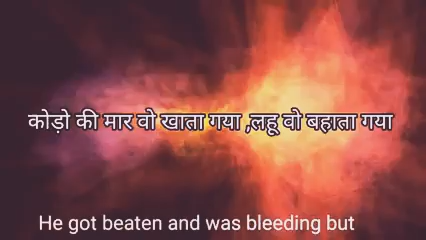 कोड़ो की मार वो खाता गया ,लहू वो बहाता गया
He got beaten and was bleeding but